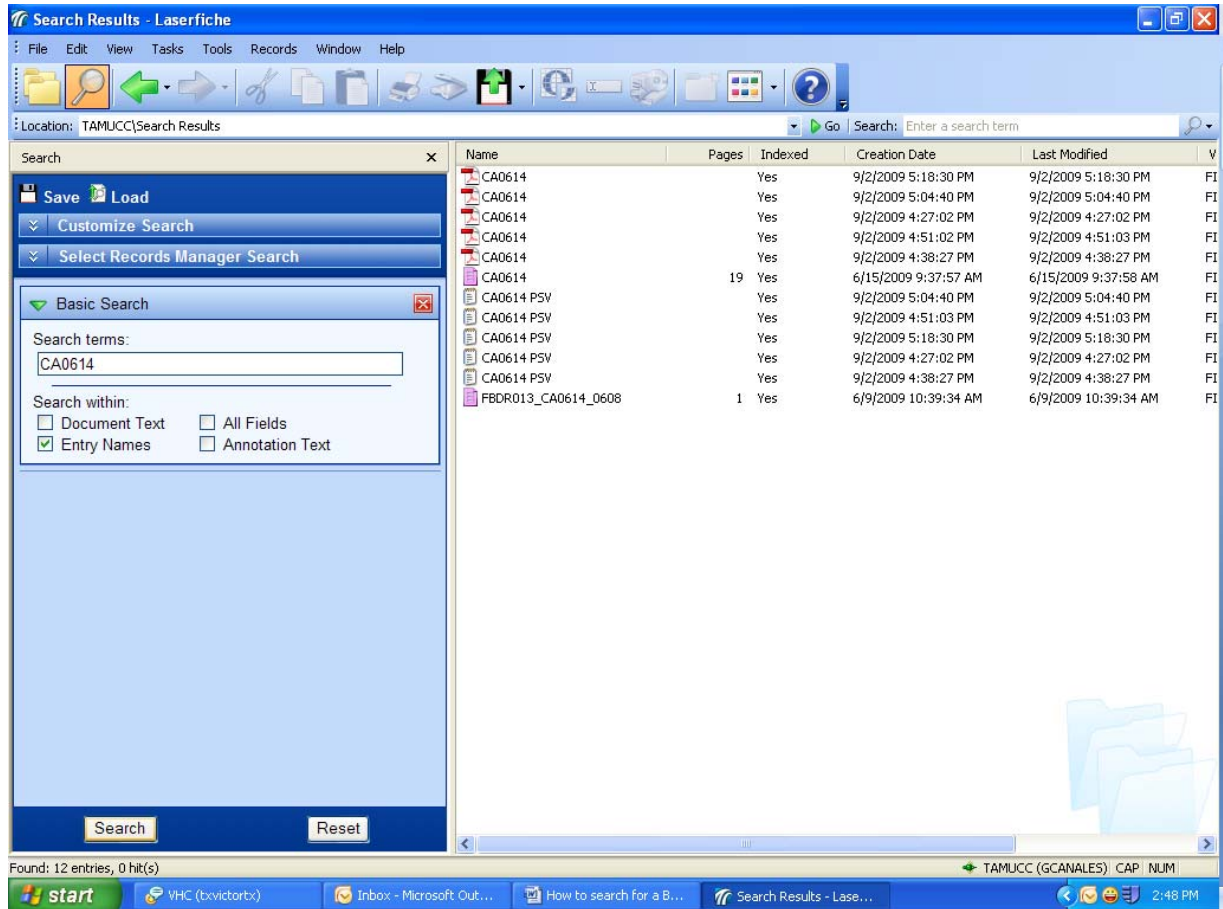 Search Results - Laserfiche
File Edit View Tasks Tools Records Window Help
Location: TAMUCC\Search Results Go Search: Enter a search term
Search
Save Load
Customize Search
Select Records Manager Search
Basic Search
Search terms:
CA0614
Search within:
Document Text All Fields
Entry Names Annotation Text
Search Reset
Name Pages Indexed Creation Date Last Modified V
CA0614 Yes 9/2/2009 5:18:30 PM 9/2/2009 5:18:30 PM FI
CA0614 Yes 9/2/2009 5:04:40 PM 9/2/2009 5:04:40 PM FI
CA0614 Yes 9/2/2009 4:27:02 PM 9/2/2009 4:27:02 PM FI
CA0614 Yes 9/2/2009 4:51:02 PM 9/2/2009 4:51:03 PM FI
CA0614 Yes 9/2/2009 4:38:27 PM 9/2/2009 4:38:27 PM FI
CA0614 19 Yes 6/15/2009 9:37:57 AM 6/15/2009 9:37:58 AM FI
CA0614 PSV Yes 9/2/2009 5:04:40 PM 9/2/2009 5:04:40 PM FI
CA0614 PSV Yes 9/2/2009 4:51:03 PM 9/2/2009 4:51:03 PM FI
CA0614 PSV Yes 9/2/2009 5:18:30 PM 9/2/2009 5:18:30 PM FI
CA0614 PSV Yes 9/2/2009 4:27:02 PM 9/2/2009 4:27:02 PM FI
CA0614 PSV Yes 9/2/2009 4:38:27 PM 9/2/2009 4:38:27 PM FI
FBDR013_CA0614_0608 1 Yes 6/9/2009 10:39:34 AM 6/9/2009 10:39:34 AM FI
Found: 12 entries, 0 hit(s) TAMUCC (GCANALES) CAP NUM
start VHC (txvictortx) Inbox - Microsoft Out... How to search for a B... Search Results - Lase... 2:48 PM